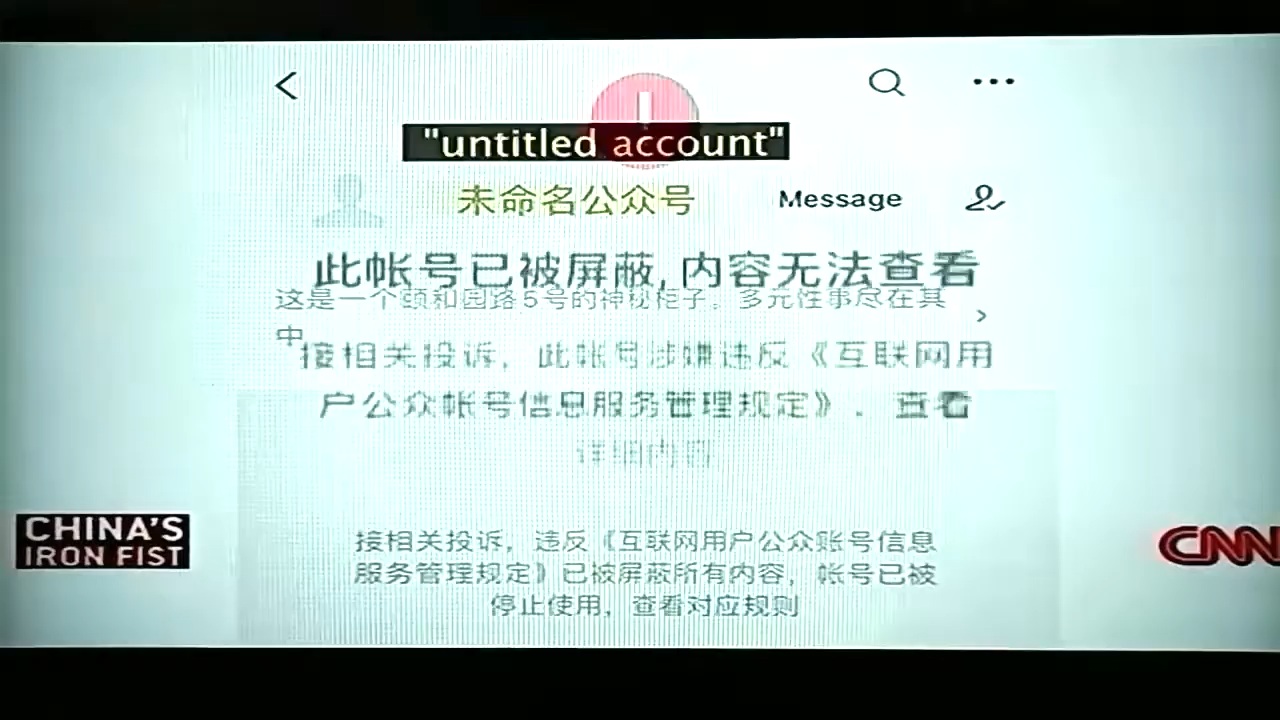 "untitled account"
未命名公众号
Message
此帐号已被屏蔽, 内容无法查看
这是一个颐和园路5号的神秘柜子。多元性事尽在其
中
接相关投诉，此帐号涉嫌违反《互联网用
户公众帐号信息服务管理规定》. 查看
详细内容
CHINA'S
IRON FIST
CNN
接相关投诉，违反《互联网用户公众账号信息
服务管理规定》已被屏蔽所有内容，帐号已被
停止使用，查看对应规则